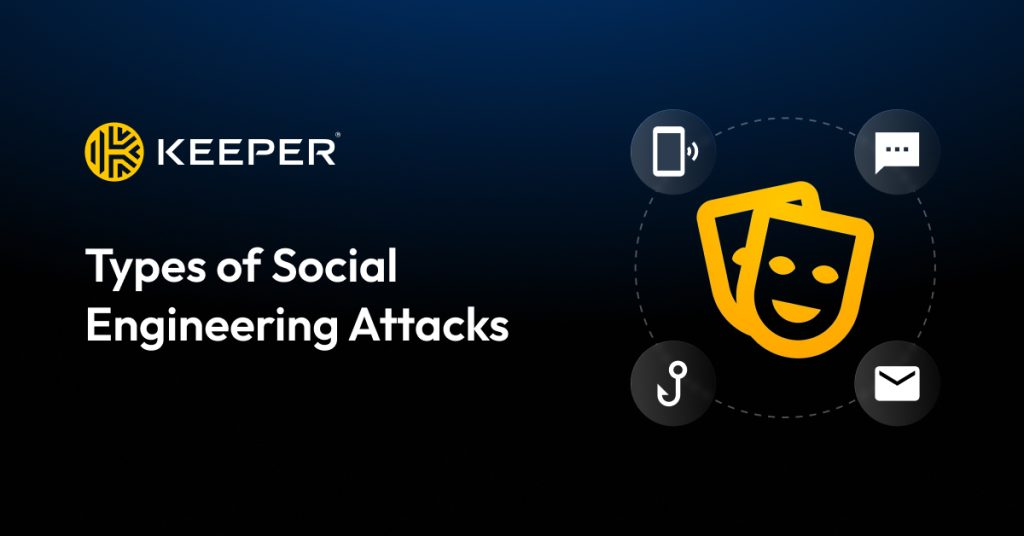 KEEPER®
Types of Social
Engineering Attacks